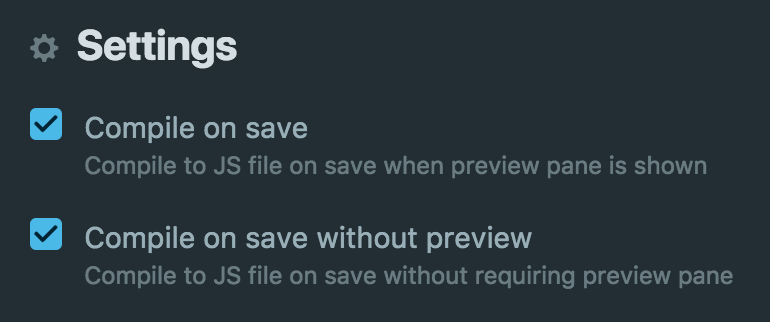 Settings
Compile on save
Compile to JS file on save when preview pane is shown
Compile on save without preview
Compile to JS file on save without requiring preview pane